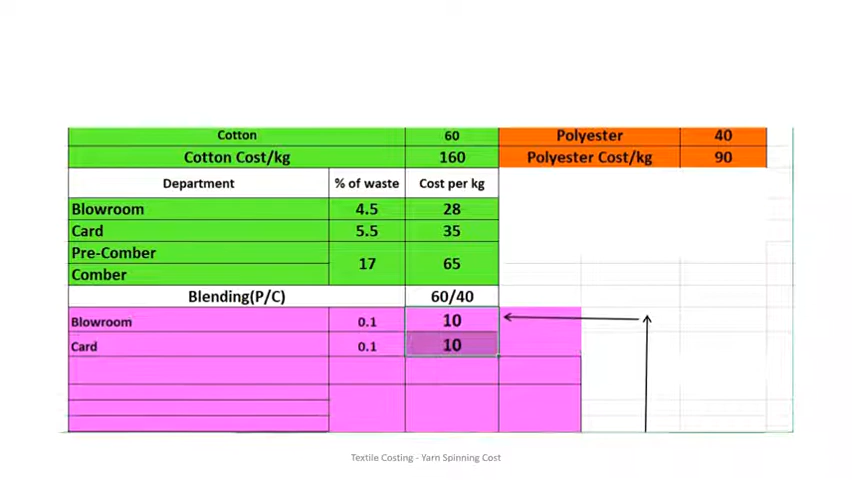 Cotton 60 Polyester 40
Cotton Cost/kg 160 Polyester Cost/kg 90
Department % of waste Cost per kg
Blowroom 4.5 28
Card 5.5 35
Pre-Comber
17 65
Comber
Blending(P/C) 60/40
Blowroom 0.1 10
Card 0.1 10
Textile Costing - Yarn Spinning Cost